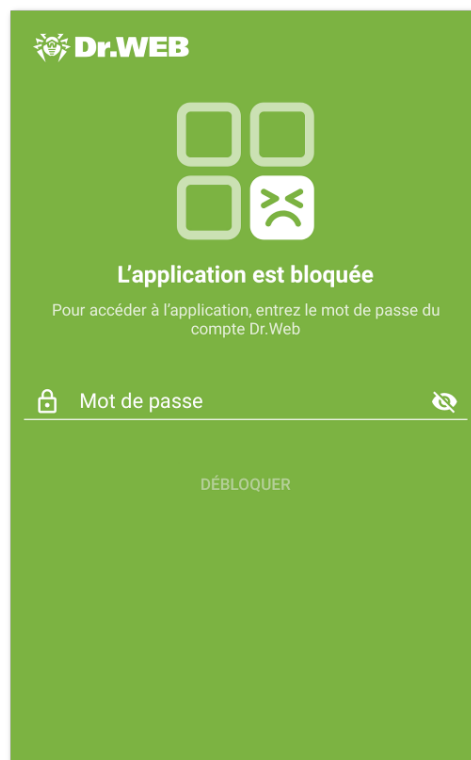 Dr.WEB
L'application est bloquée
Pour accéder à l'application, entrez le mot de passe du
compte Dr.Web
Mot de passe
DÉBLOQUER